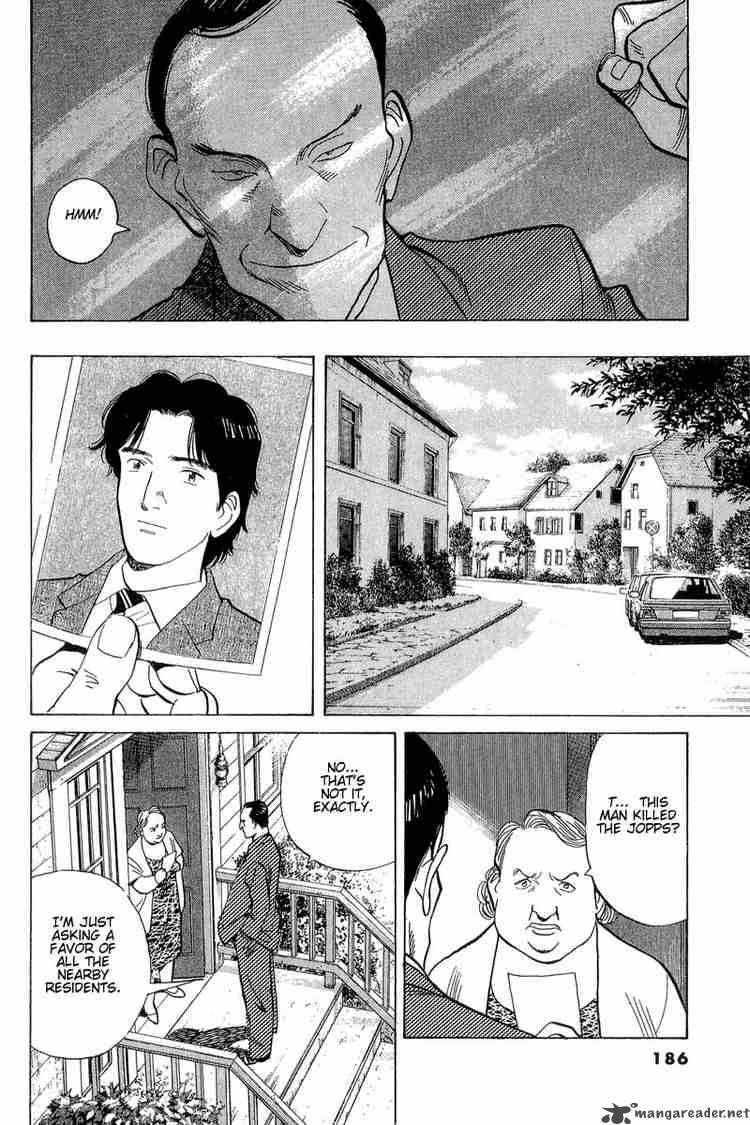 HMM!
T... THIS
MAN KILLED
THE JOPPS?
NO...
THAT'S
NOT IT,
EXACTLY.
I'M JUST
ASKING A
FAVOR OF
ALL THE
NEARBY
RESIDENTS.
186
mangareader.net